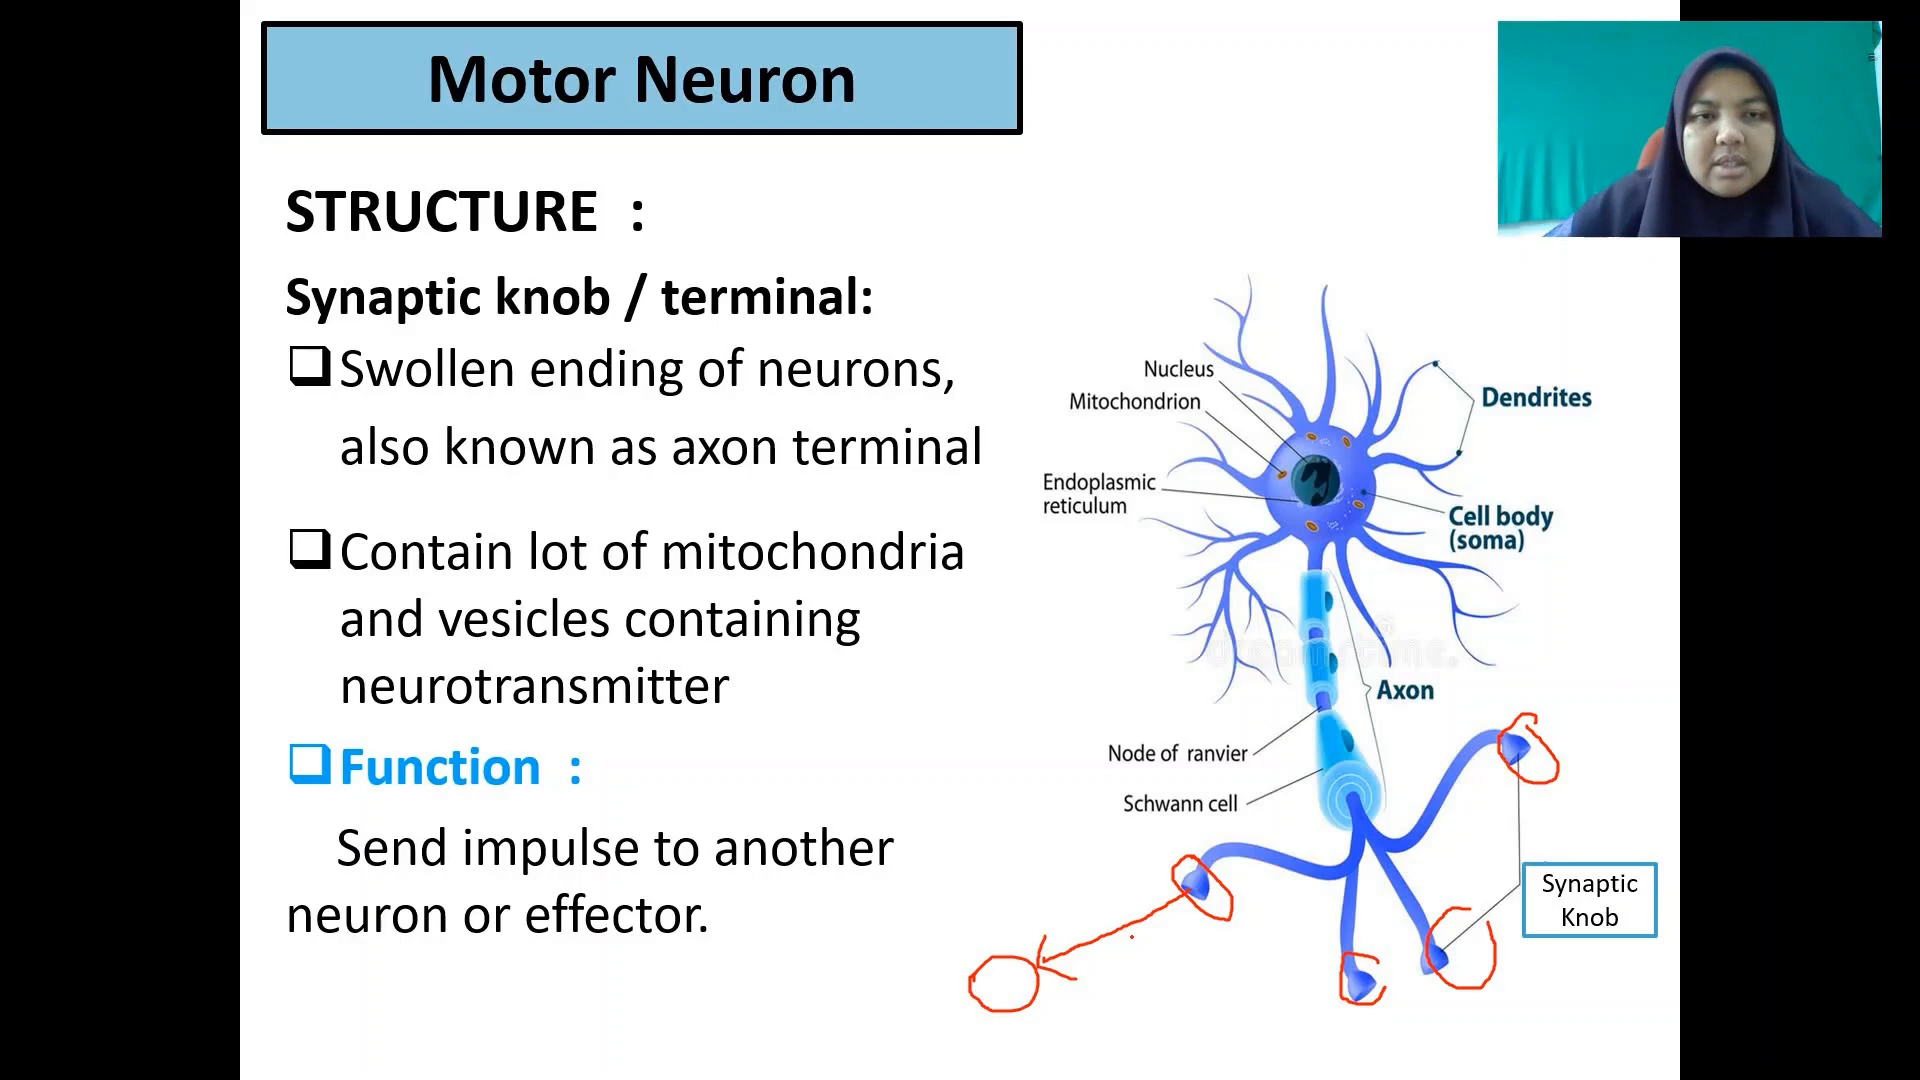 Motor Neuron
STRUCTURE :
Synaptic knob / terminal:
Swollen ending of neurons,
also known as axon terminal
Contain lot of mitochondria
and vesicles containing
neurotransmitter
Function :
Send impulse to another
neuron or effector.
Nucleus
Mitochondrion
Endoplasmic
reticulum
Dendrites
Cell body
(soma)
Axon
Node of ranvier
Schwann cell
Synaptic
Knob